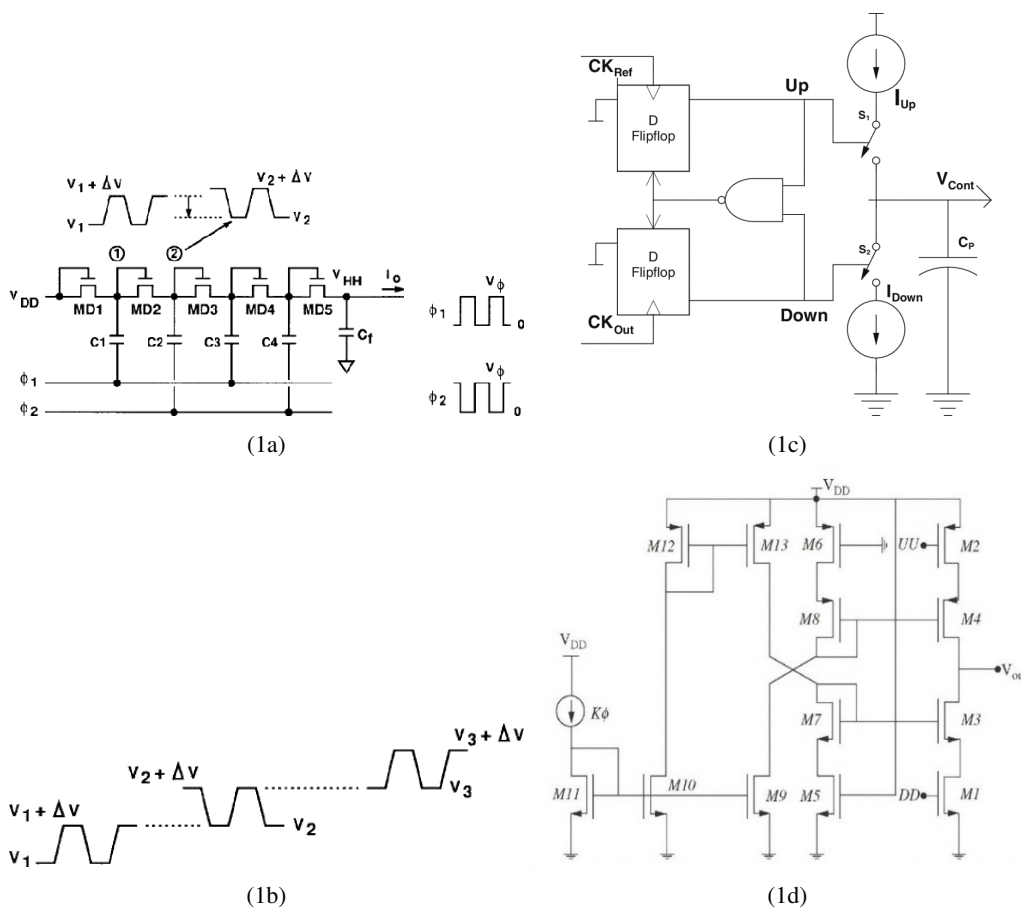 V1 + ΔV
V2 + ΔV
V1
V2
① ②
VDD
MD1 MD2 MD3 MD4 MD5
VHH
Io
C1 C2 C3 C4
Cf
ϕ1
ϕ2
Vϕ
ϕ1
0
Vϕ
ϕ2
0
(1a)
CKRef
D
Flipflop
Up
IUp
S1
VCont
S2
CP
D
Flipflop
IDown
Down
CKOut
(1c)
V3 + ΔV
V2 + ΔV
V3
V1 + ΔV
V2
V1
(1b)
VDD
M12 M13 M6 UU M2
M8 M4
VDD
Vou
Kϕ
M7 M3
M11 M10 M9 M5 DD M1
(1d)